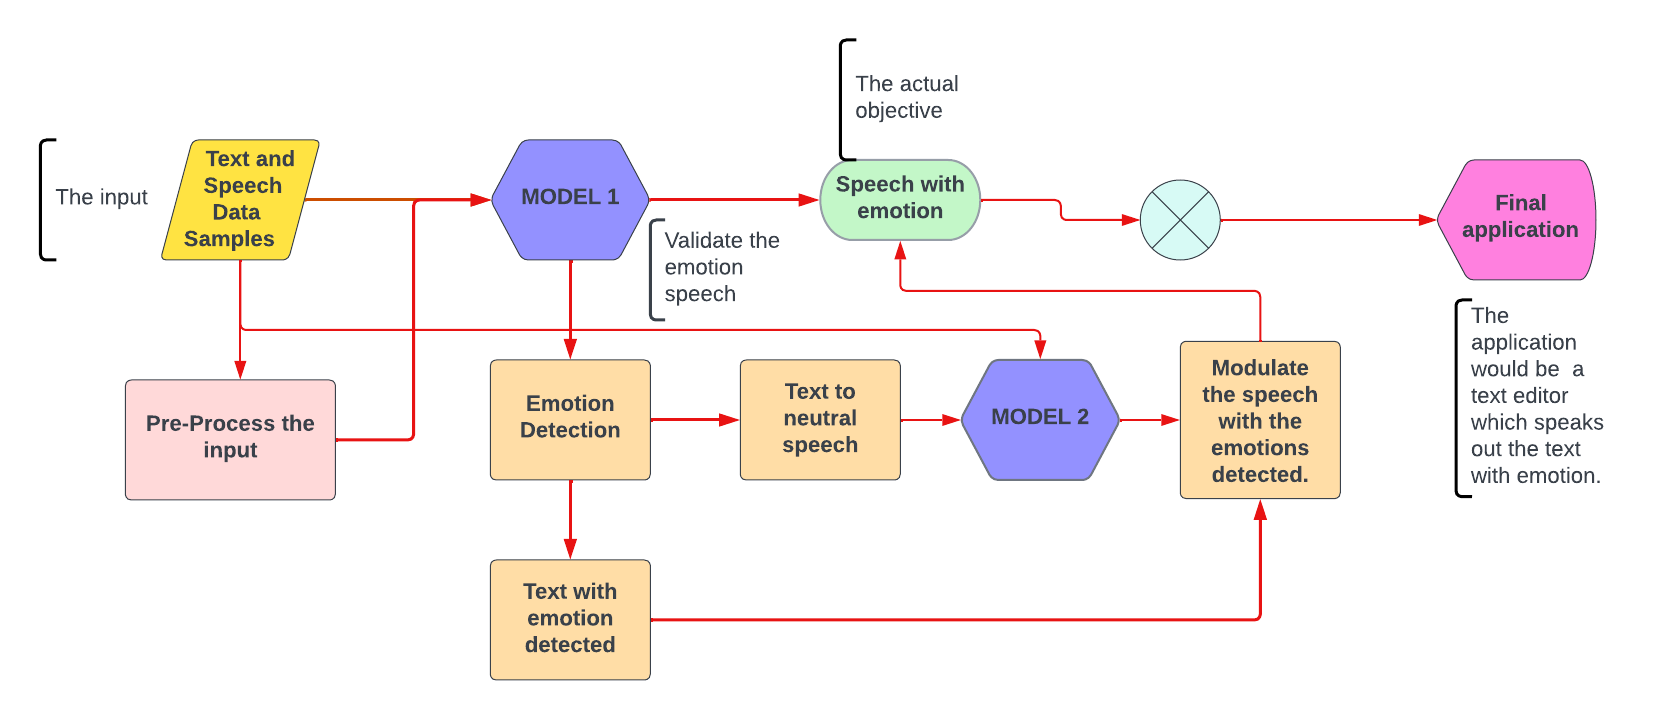 The actual
objective
The input
Text and
Speech
Data
Samples
MODEL 1
Speech with
emotion
Final
application
Validate the
emotion
speech
Pre-Process the
input
Emotion
Detection
Text to
neutral
speech
MODEL 2
Modulate
the speech
with the
emotions
detected.
The
application
would be a
text editor
which speaks
out the text
with emotion.
Text with
emotion
detected